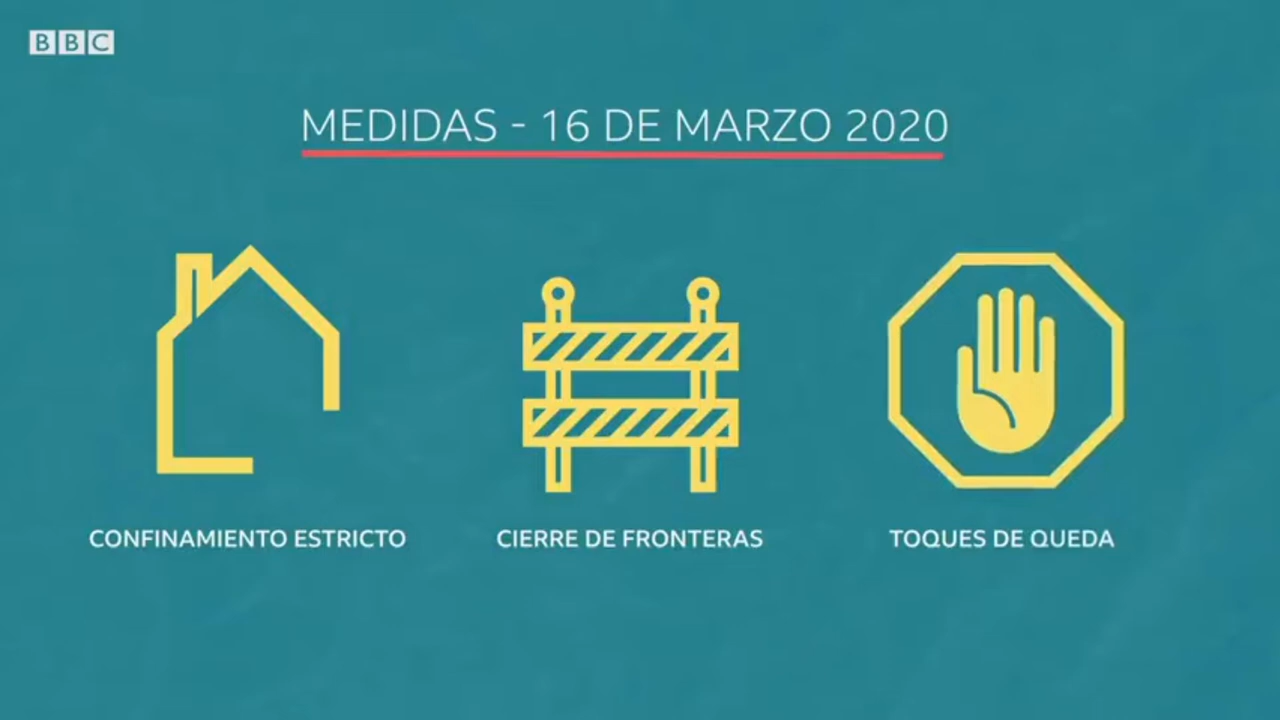 BBC
MEDIDAS - 16 DE MARZO 2020
CONFINAMIENTO ESTRICTO
CIERRE DE FRONTERAS
TOQUES DE QUEDA